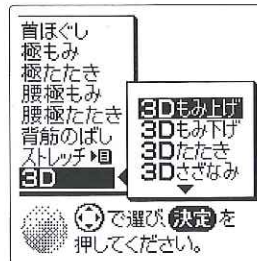 首ほぐし
極もみ
極たたき
腰極もみ
腰極たたき
背筋のばし
ストレッチ
3D
3Dもみ上げ
3Dもみ下げ
3Dたたき
3Dさざなみ
で選び、決定を
押してください。